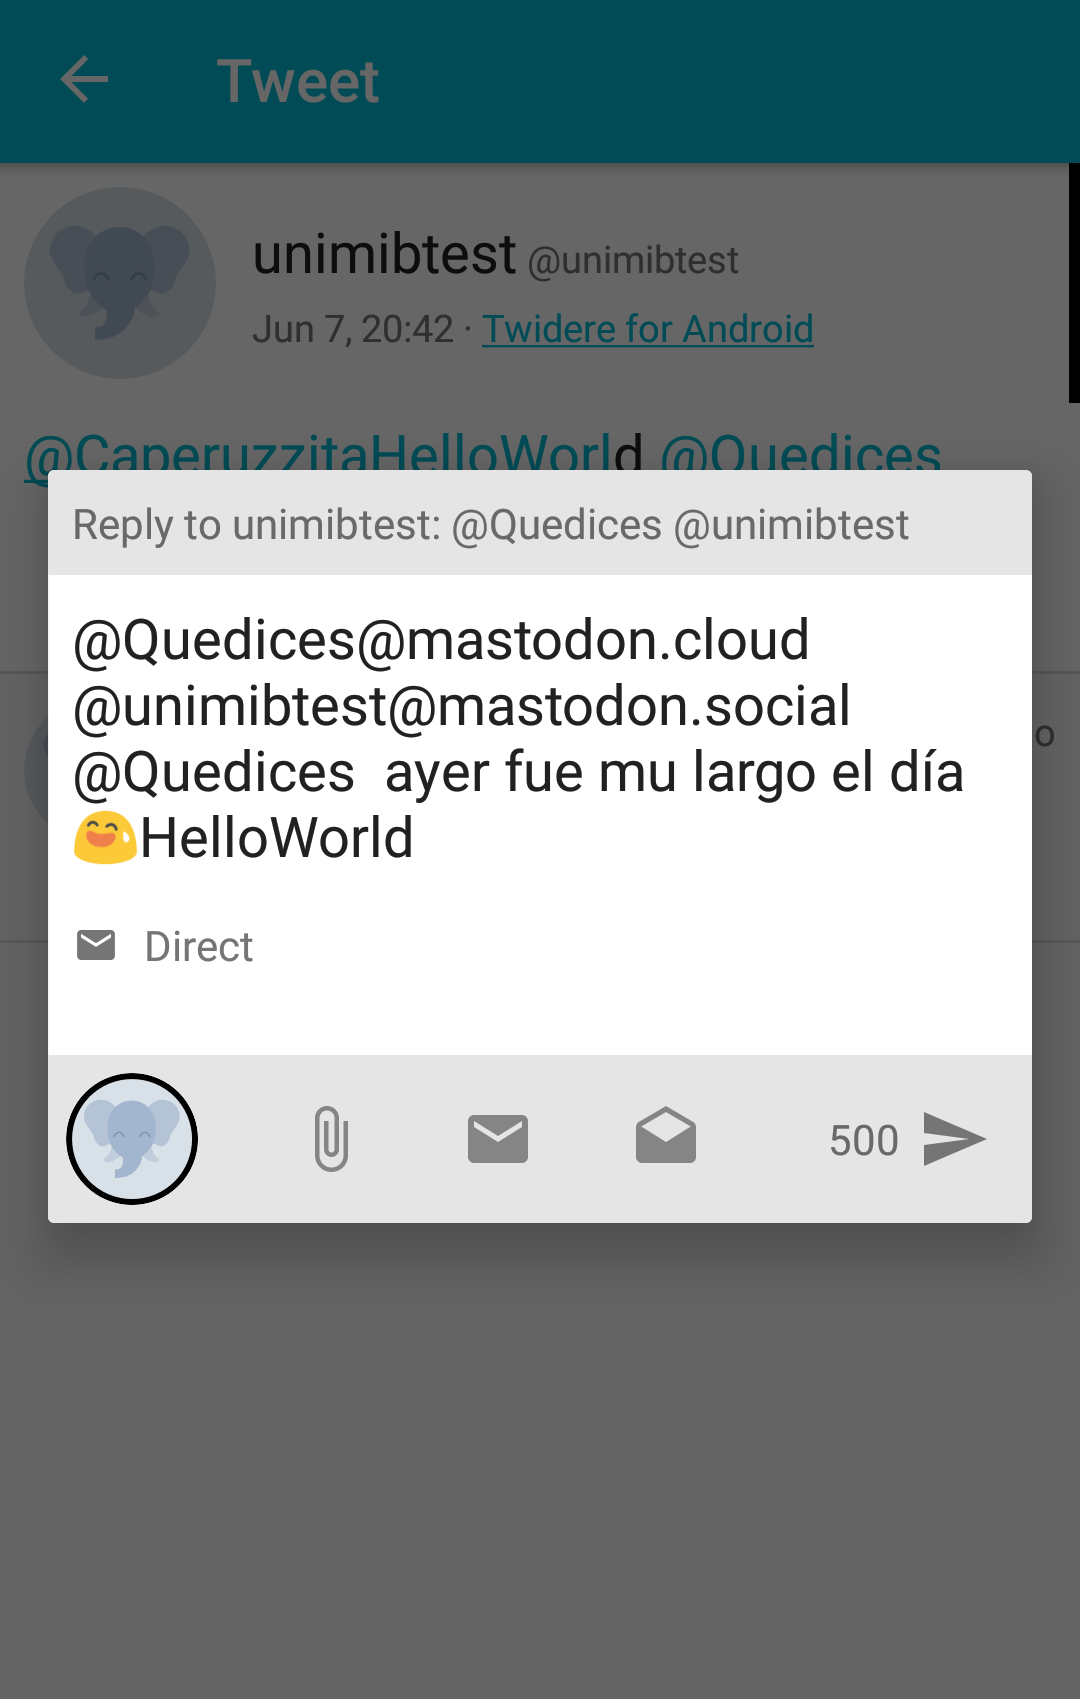 Tweet
unimibtest @unimibtest
Jun 7, 20:42 · Twidere for Android
@CaperuzzitaHelloWorld @Quedices
Reply to unimibtest: @Quedices @unimibtest
@Quedices@mastodon.cloud
@unimibtest@mastodon.social
@Quedices  ayer fue mu largo el día
😅HelloWorld
Direct
500